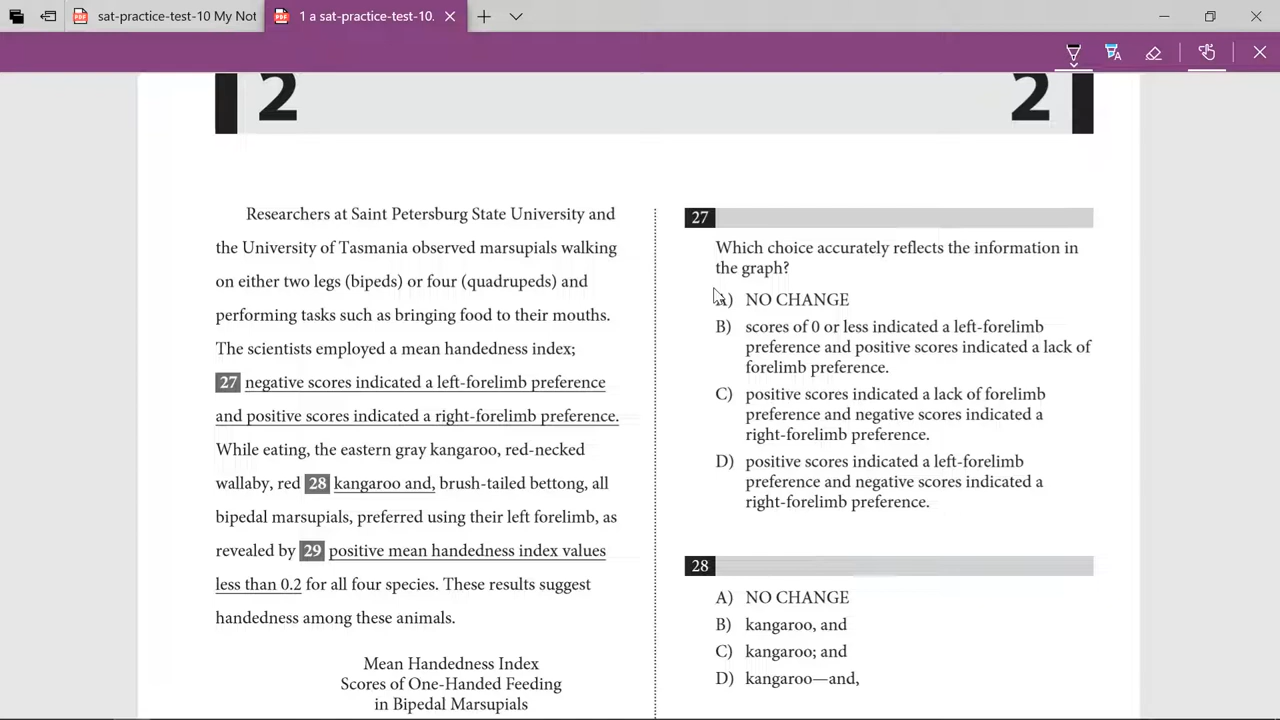 sat-practice-test-10 My Not
1 a sat-practice-test-10.
2
2
Researchers at Saint Petersburg State University and
the University of Tasmania observed marsupials walking
on either two legs (bipeds) or four (quadrupeds) and
performing tasks such as bringing food to their mouths.
The scientists employed a mean handedness index;
27 negative scores indicated a left-forelimb preference
and positive scores indicated a right-forelimb preference.
While eating, the eastern gray kangaroo, red-necked
wallaby, red 28 kangaroo and, brush-tailed bettong, all
bipedal marsupials, preferred using their left forelimb, as
revealed by 29 positive mean handedness index values
less than 0.2 for all four species. These results suggest
handedness among these animals.
Mean Handedness Index
Scores of One-Handed Feeding
in Bipedal Marsupials
27
Which choice accurately reflects the information in
the graph?
A) NO CHANGE
B) scores of 0 or less indicated a left-forelimb
preference and positive scores indicated a lack of
forelimb preference.
C) positive scores indicated a lack of forelimb
preference and negative scores indicated a
right-forelimb preference.
D) positive scores indicated a left-forelimb
preference and negative scores indicated a
right-forelimb preference.
28
A) NO CHANGE
B) kangaroo, and
C) kangaroo; and
D) kangaroo—and,